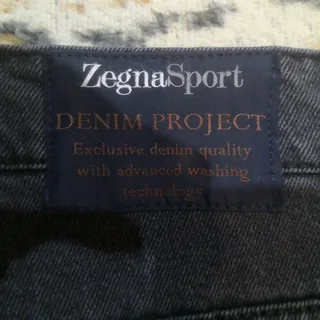 ZegnaSport
DENIM PROJECT
Exclusive denim quality
with advanced washing
technology